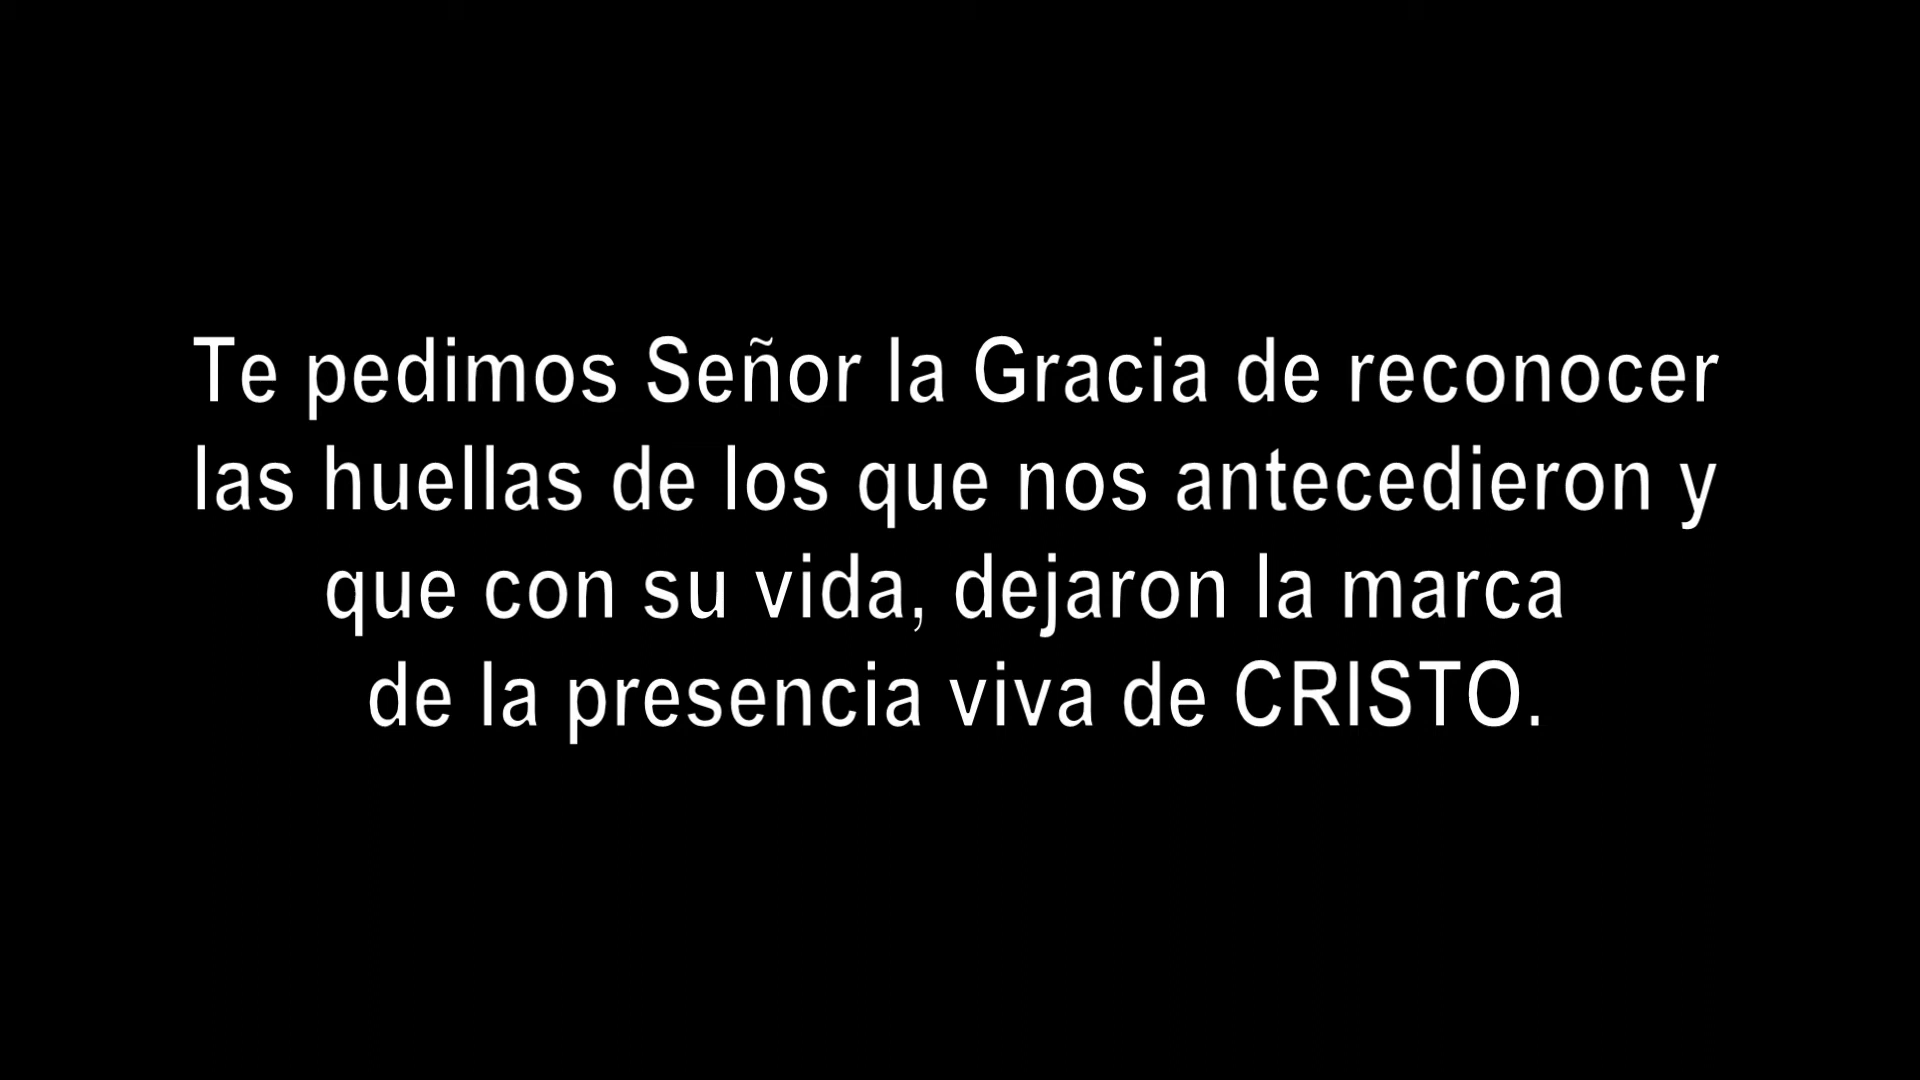 Te pedimos Señor la Gracia de reconocer
las huellas de los que nos antecedieron y
que con su vida, dejaron la marca
de la presencia viva de CRISTO.